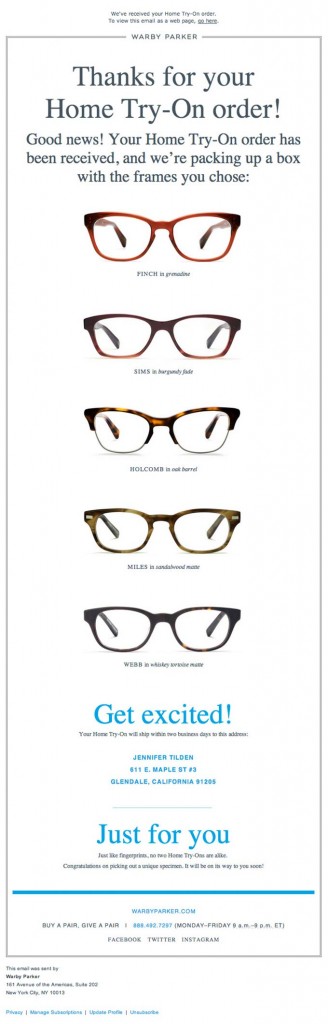 We've received your Home Try-On order.
To view this email as a web page, go here.
WARBY PARKER
Thanks for your
Home Try-On order!
Good news! Your Home Try-On order has
been received, and we're packing up a box
with the frames you chose:
FINCH in grenadine
SIMS in burgundy fade
HOLCOMB in oak barrel
MILES in sandalwood matte
WEBB in whiskey tortoise matte
Get excited!
Your Home Try-On will ship within two business days to this address:
JENNIFER TILDEN
611 E. MAPLE ST #3
GLENDALE, CALIFORNIA 91205
Just for you
Just like fingerprints, no two Home Try-Ons are alike.
Congratulations on picking out a unique specimen. It will be on its way to you soon!
WARBYPARKER.COM
BUY A PAIR, GIVE A PAIR | 888.492.7297 (MONDAY–FRIDAY 9 a.m.–9 p.m. ET)
FACEBOOK TWITTER INSTAGRAM
This email was sent by
Warby Parker
161 Avenue of the Americas, Suite 202
New York City, NY 10013
Privacy | Manage Subscriptions | Update Profile | Unsubscribe